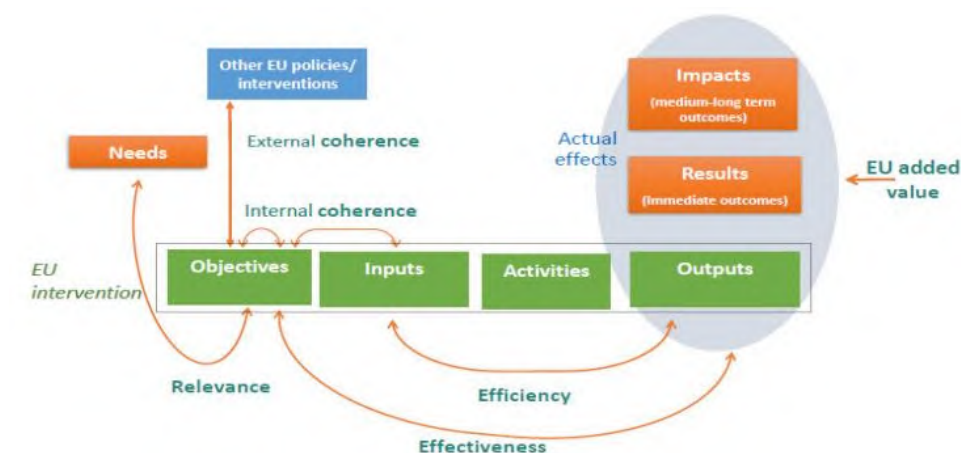 Other EU policies/
interventions
Impacts
(medium-long term
outcomes)
Needs
External coherence
Actual
effects
Results
(Immediate outcomes)
EU added
value
Internal coherence
EU
intervention
Objectives
Inputs
Activities
Outputs
Relevance
Efficiency
Effectiveness